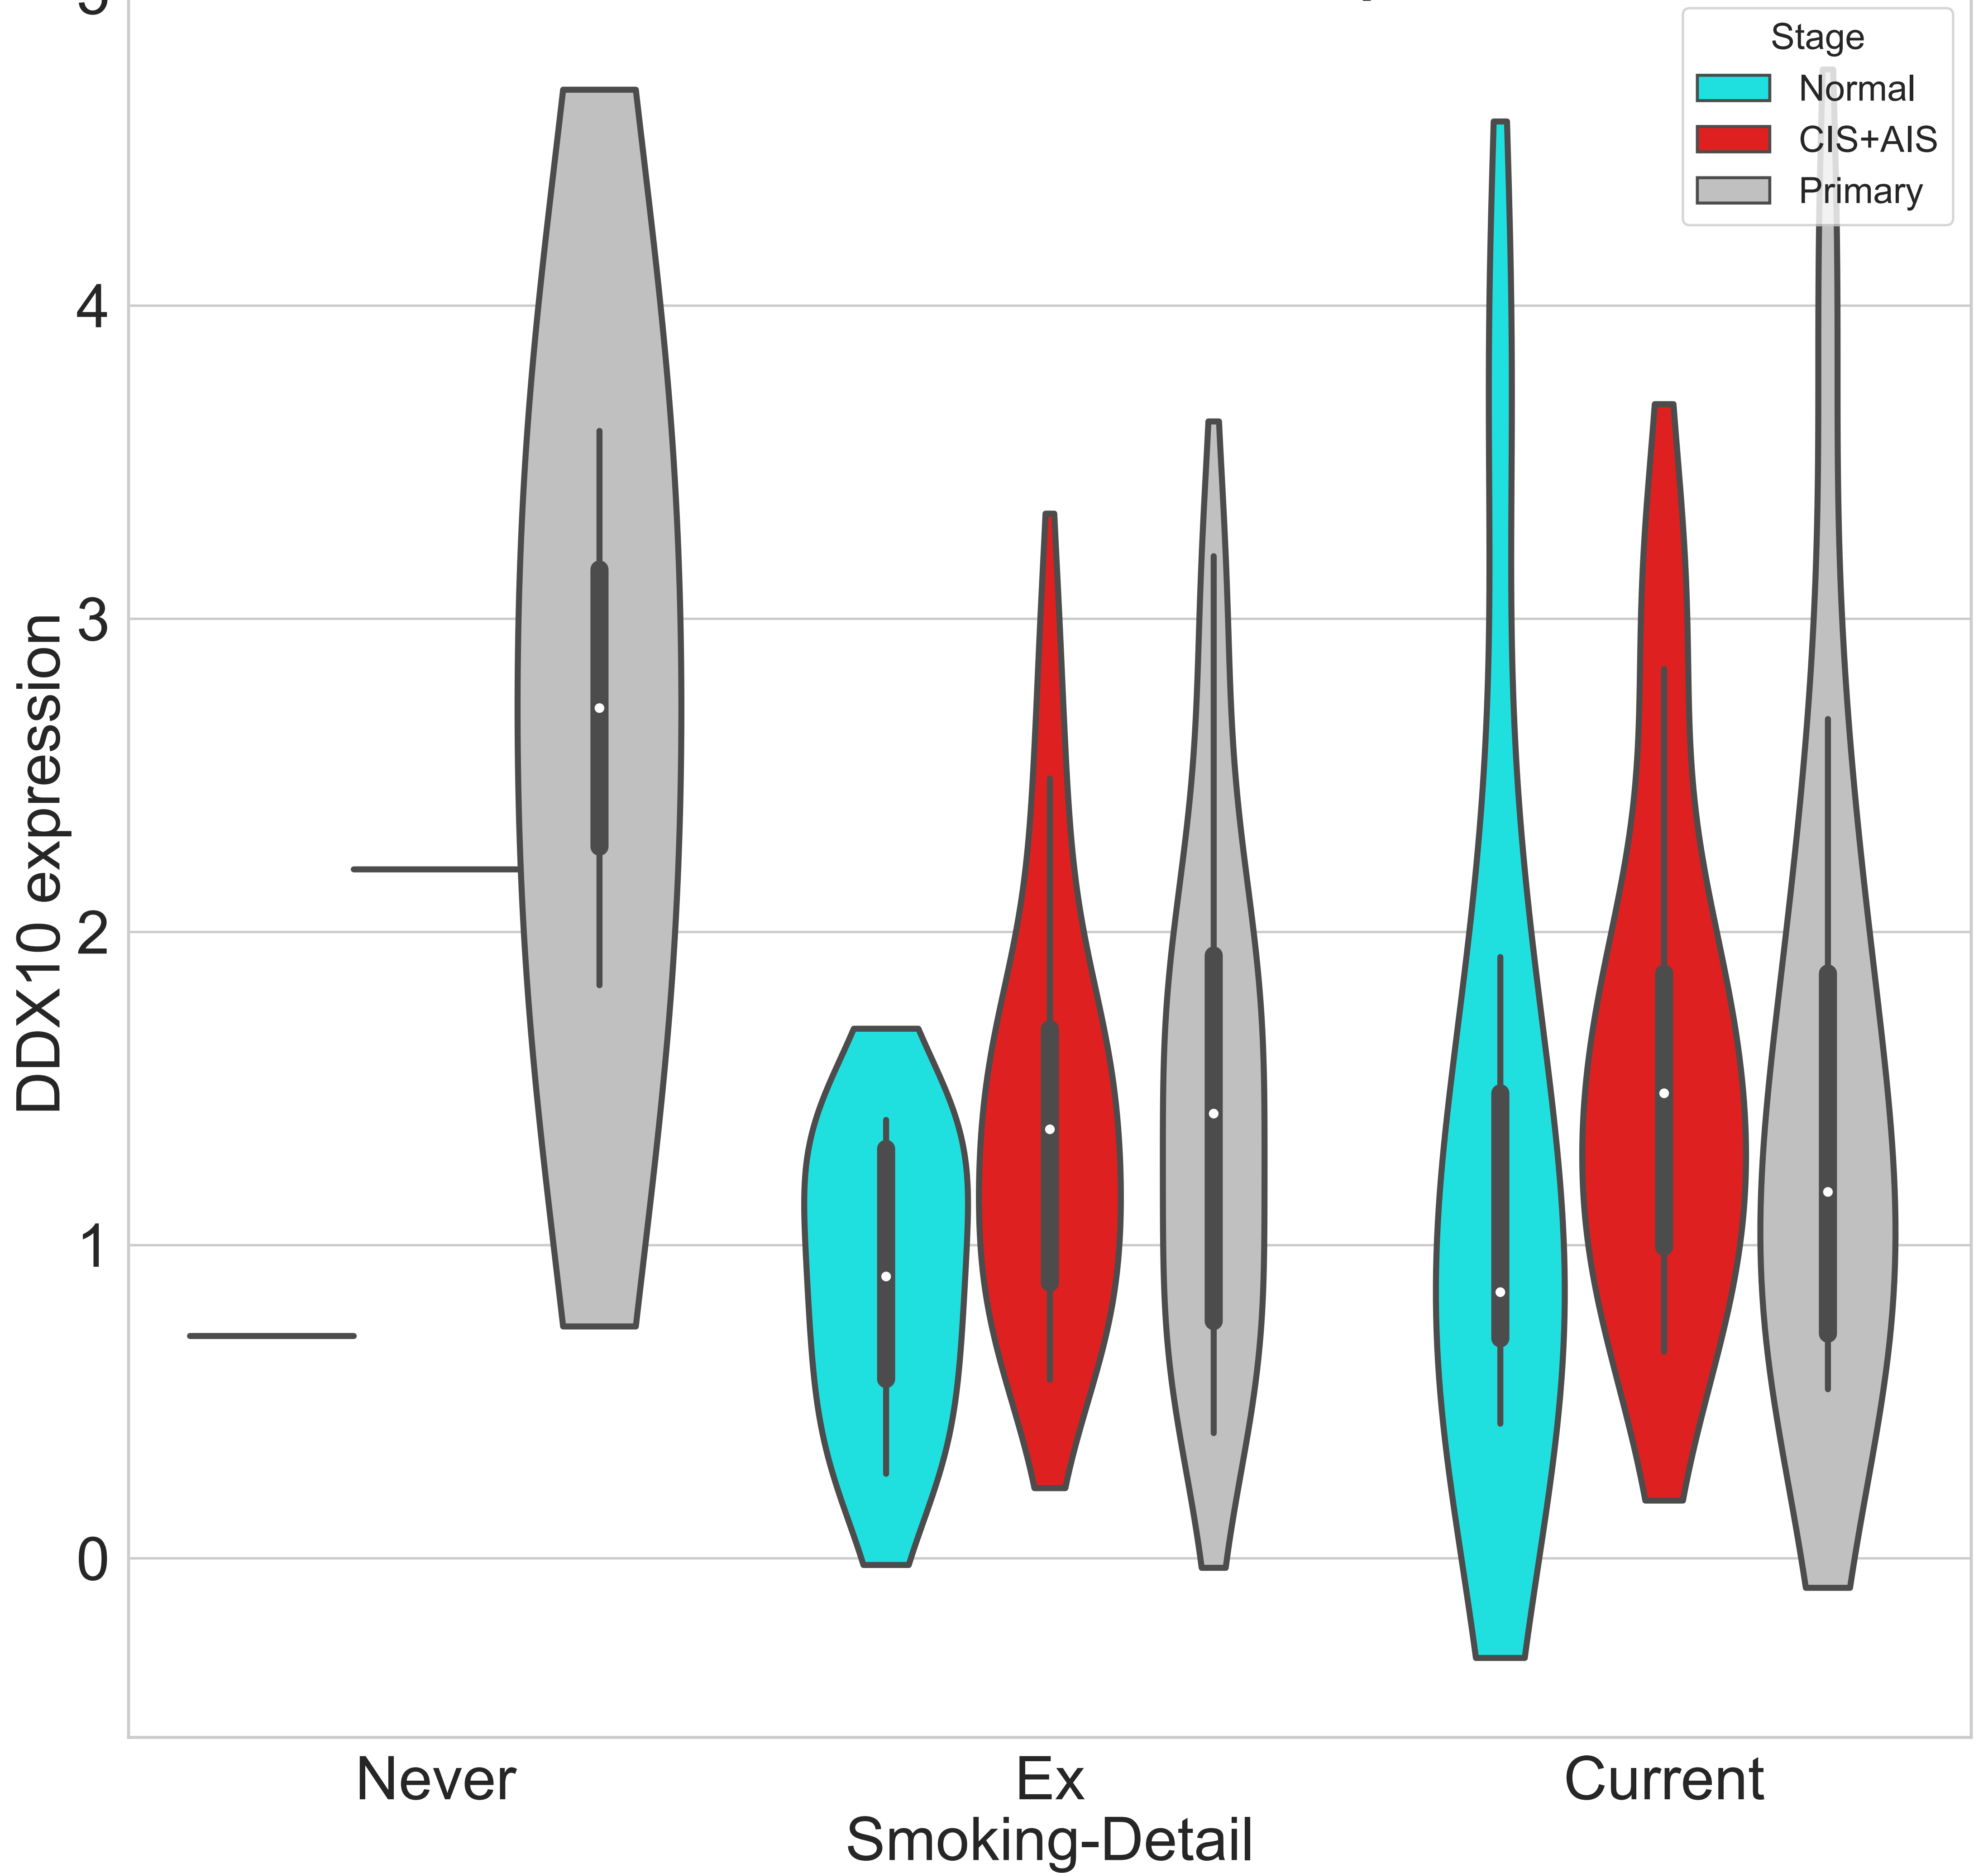 Stage
Normal
CIS+AIS
Primary
4
3
2
1
0
DDX10 expression
Never
Ex
Current
Smoking-Detail